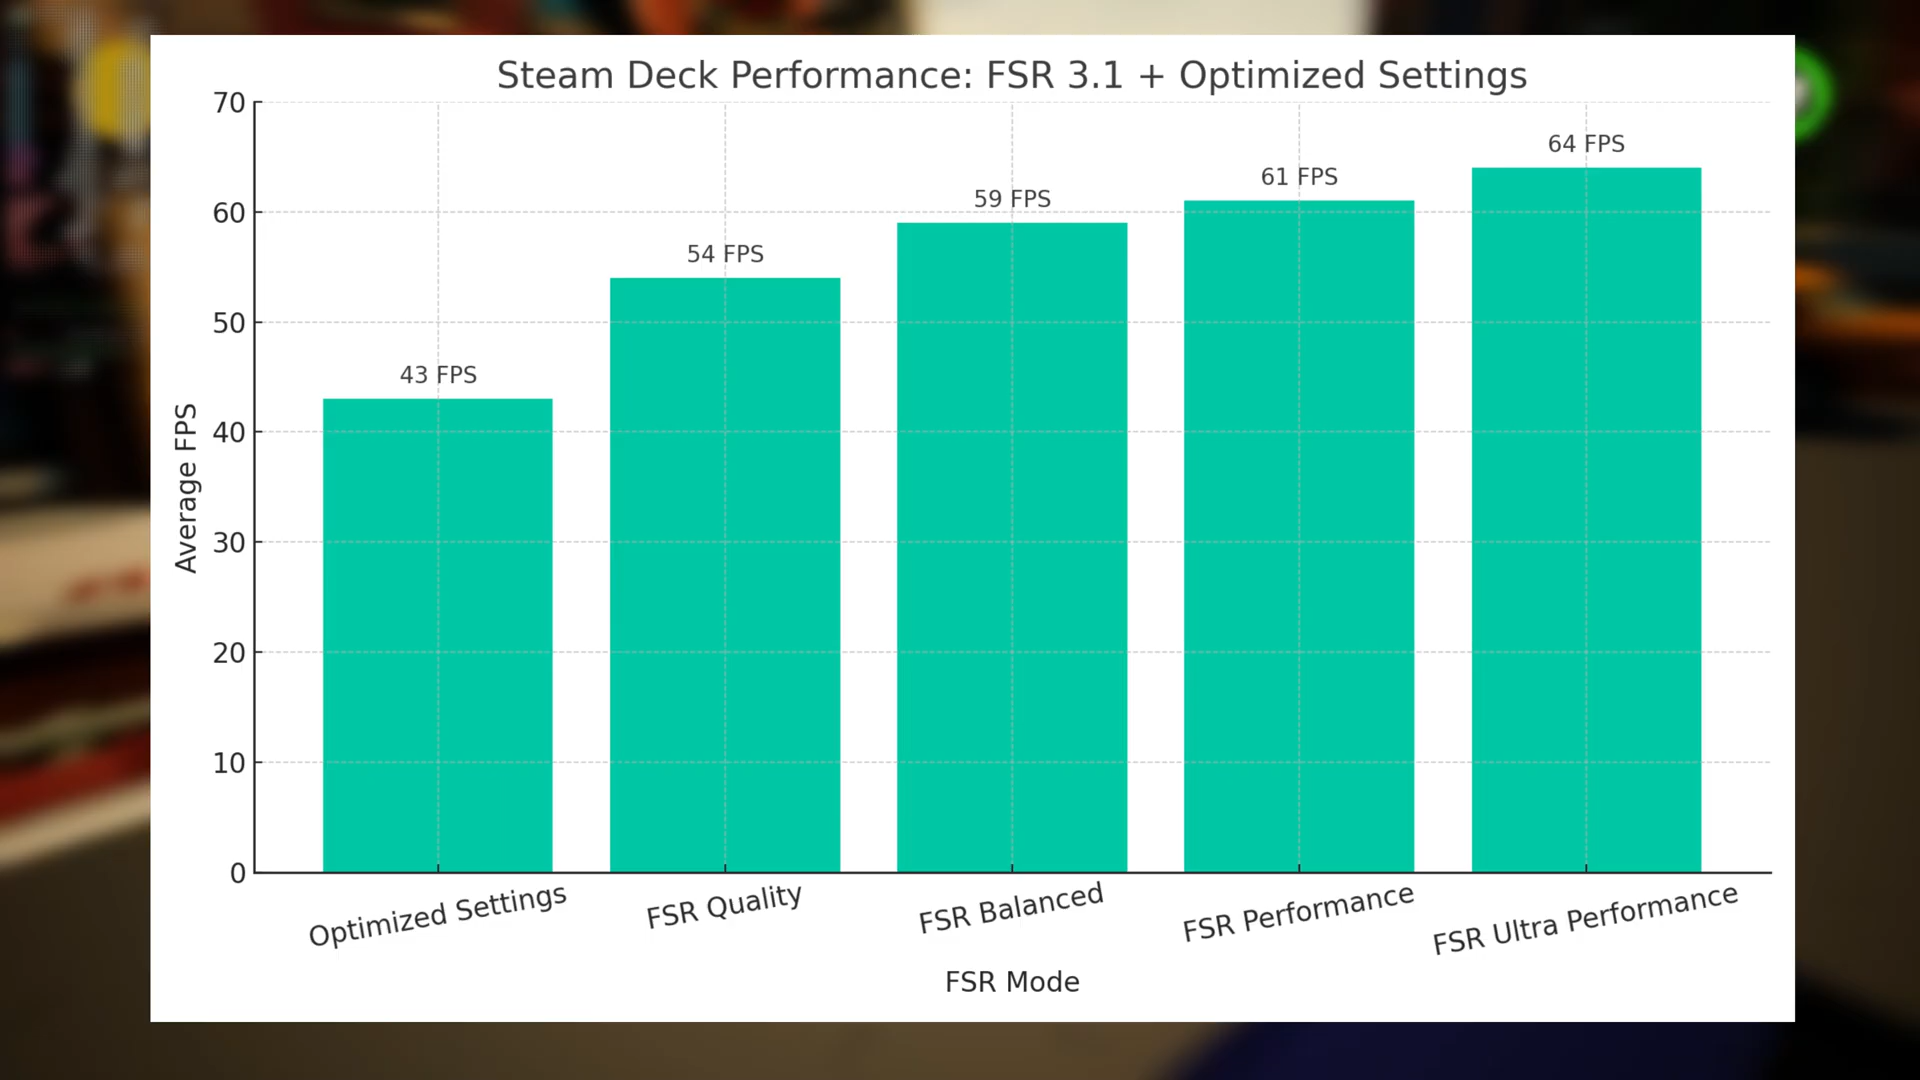 Steam Deck Performance: FSR 3.1 + Optimized Settings
70
60
50
40
30
20
10
0
Average FPS
43 FPS
54 FPS
59 FPS
61 FPS
64 FPS
Optimized Settings
FSR Quality
FSR Balanced
FSR Performance
FSR Ultra Performance
FSR Mode